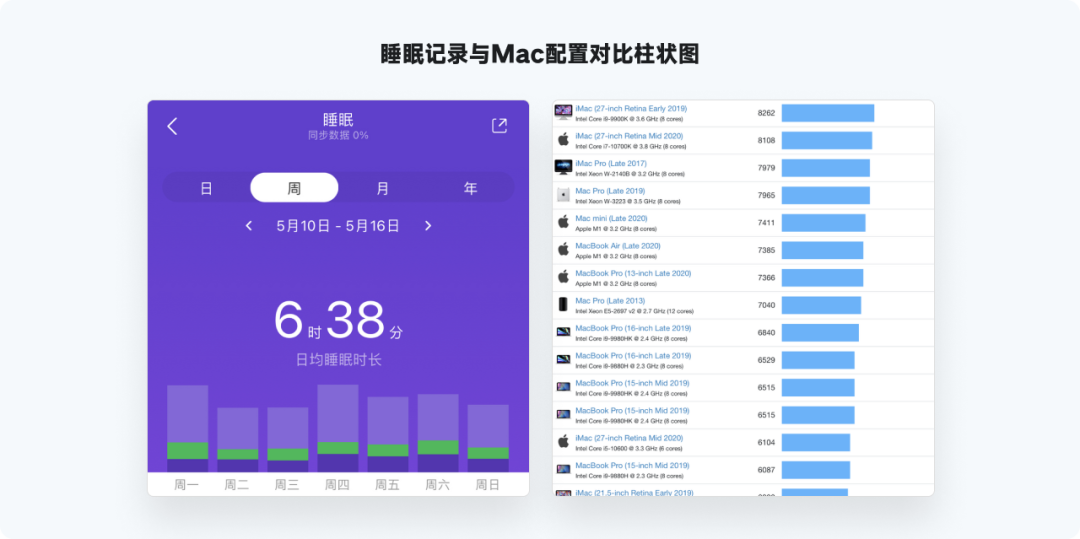 睡眠记录与Mac配置对比柱状图
睡眠
同步数据 0%
日 周 月 年
5月10日 - 5月16日
6时38分
日均睡眠时长
周一 周二 周三 周四 周五 周六 周日
iMac (27-inch Retina Early 2019)
Intel Core i9-9900K @ 3.6 GHz (8 cores)
8262
iMac (27-inch Retina Mid 2020)
Intel Core i7-10700K @ 3.8 GHz (8 cores)
8108
iMac Pro (Late 2017)
Intel Xeon W-2140B @ 3.2 GHz (8 cores)
7979
Mac Pro (Late 2019)
Intel Xeon W-3223 @ 3.5 GHz (8 cores)
7965
Mac mini (Late 2020)
Apple M1 @ 3.2 GHz (8 cores)
7411
MacBook Air (Late 2020)
Apple M1 @ 3.2 GHz (8 cores)
7385
MacBook Pro (13-inch Late 2020)
Apple M1 @ 3.2 GHz (8 cores)
7366
Mac Pro (Late 2013)
Intel Xeon E5-2697 v2 @ 2.7 GHz (12 cores)
7040
MacBook Pro (16-inch Late 2019)
Intel Core i9-9980HK @ 2.4 GHz (8 cores)
6840
MacBook Pro (16-inch Late 2019)
Intel Core i9-9880H @ 2.3 GHz (8 cores)
6529
MacBook Pro (15-inch Mid 2019)
Intel Core i9-9980HK @ 2.4 GHz (8 cores)
6515
MacBook Pro (15-inch Mid 2019)
Intel Core i9-9980HK @ 2.4 GHz (8 cores)
6515
iMac (27-inch Retina Mid 2020)
Intel Core i5-10600 @ 3.3 GHz (6 cores)
6104
MacBook Pro (15-inch Mid 2019)
Intel Core i9-9880H @ 2.3 GHz (8 cores)
6087
iMac (21.5-inch Retina Early 2019)